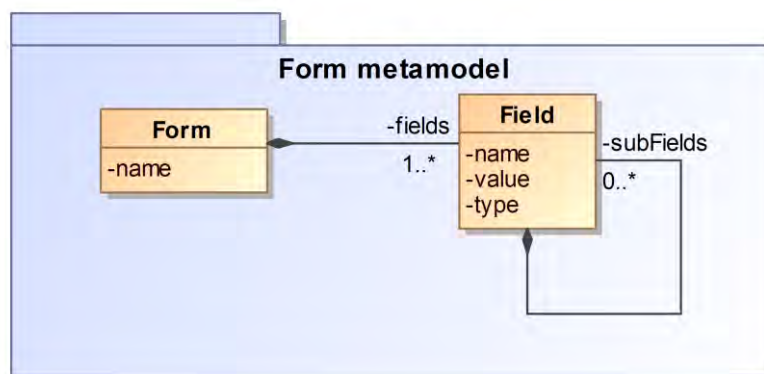 Form metamodel
Form
-name
-fields
1..*
Field
-name
-value
-type
-subFields
0..*